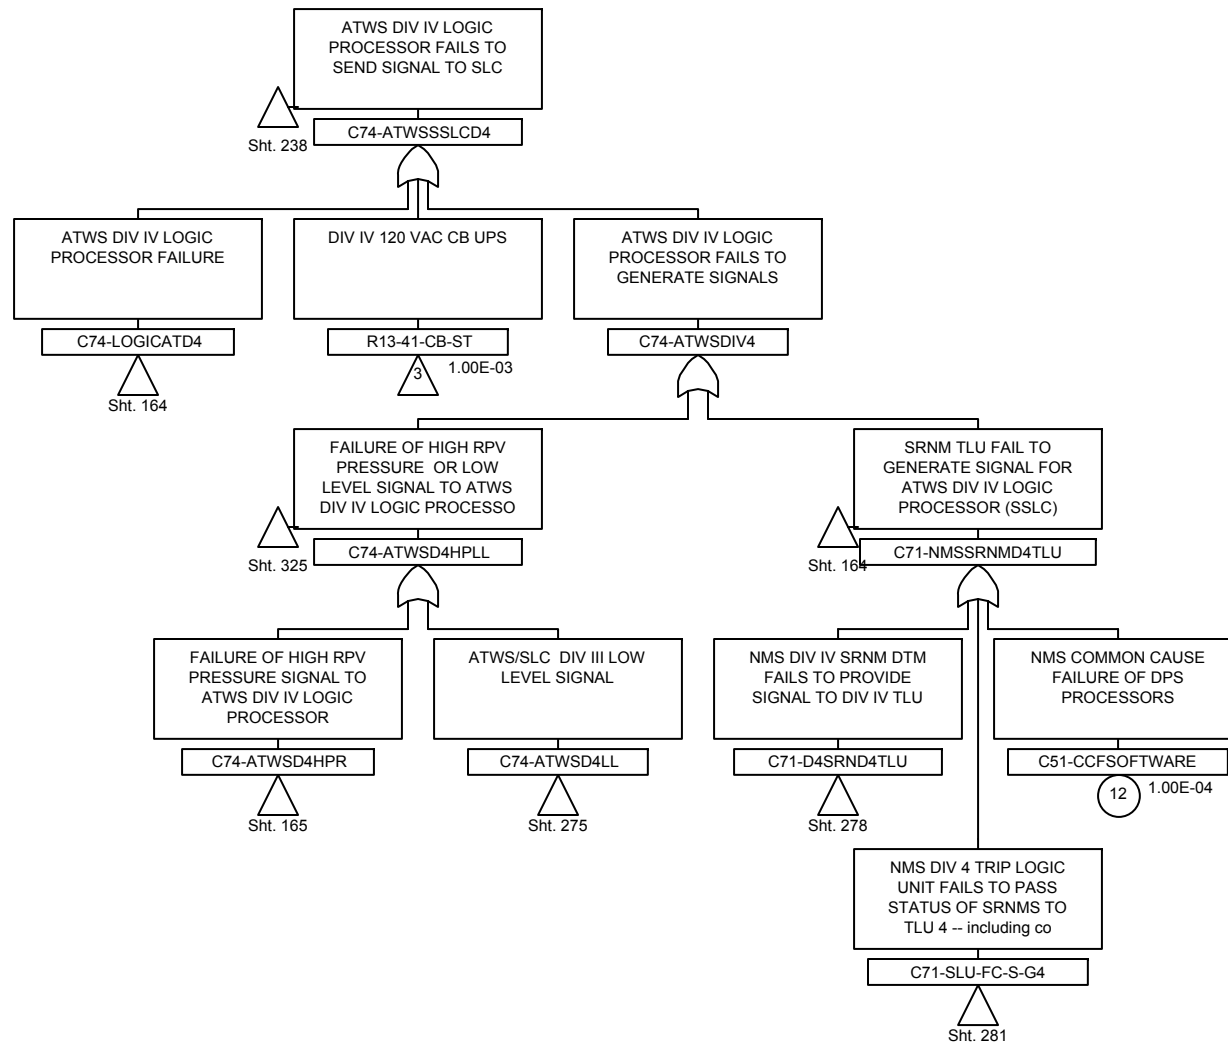 ATWS DIV IV LOGIC
PROCESSOR FAILS TO
SEND SIGNAL TO SLC
C74-ATWSSSLCD4
Sht. 238
ATWS DIV IV LOGIC
PROCESSOR FAILURE
C74-LOGICATD4
Sht. 164
DIV IV 120 VAC CB UPS
R13-41-CB-ST
3
1.00E-03
ATWS DIV IV LOGIC
PROCESSOR FAILS TO
GENERATE SIGNALS
C74-ATWSDIV4
FAILURE OF HIGH RPV
PRESSURE OR LOW
LEVEL SIGNAL TO ATWS
DIV IV LOGIC PROCESSO
C74-ATWSD4HPLL
Sht. 325
SRNM TLU FAIL TO
GENERATE SIGNAL FOR
ATWS DIV IV LOGIC
PROCESSOR (SSLC)
C71-NMSSRNMD4TLU
Sht. 164
FAILURE OF HIGH RPV
PRESSURE SIGNAL TO
ATWS DIV IV LOGIC
PROCESSOR
C74-ATWSD4HPR
Sht. 165
ATWS/SLC DIV III LOW
LEVEL SIGNAL
C74-ATWSD4LL
Sht. 275
NMS DIV IV SRNM DTM
FAILS TO PROVIDE
SIGNAL TO DIV IV TLU
C71-D4SRND4TLU
Sht. 278
NMS COMMON CAUSE
FAILURE OF DPS
PROCESSORS
C51-CCFSOFTWARE
12
1.00E-04
NMS DIV 4 TRIP LOGIC
UNIT FAILS TO PASS
STATUS OF SRNMS TO
TLU 4 -- including co
C71-SLU-FC-S-G4
Sht. 281